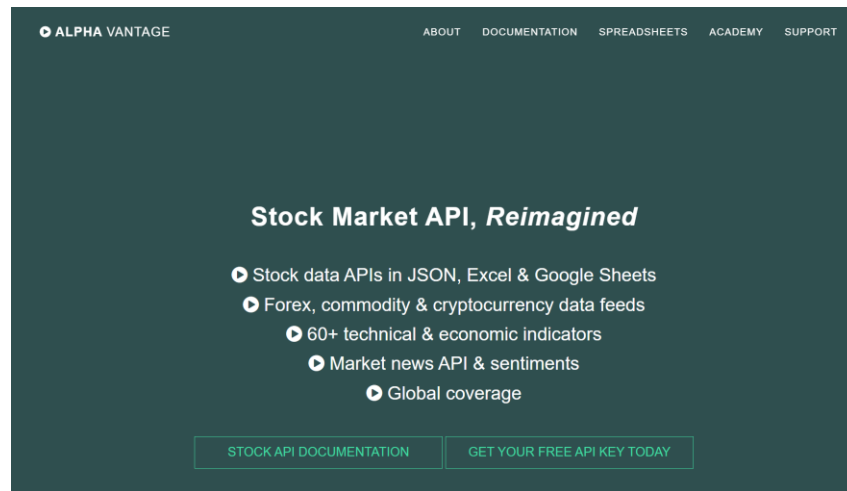 ALPHA VANTAGE
ABOUT DOCUMENTATION SPREADSHEETS ACADEMY SUPPORT
Stock Market API, Reimagined
Stock data APIs in JSON, Excel & Google Sheets
Forex, commodity & cryptocurrency data feeds
60+ technical & economic indicators
Market news API & sentiments
Global coverage
STOCK API DOCUMENTATION
GET YOUR FREE API KEY TODAY